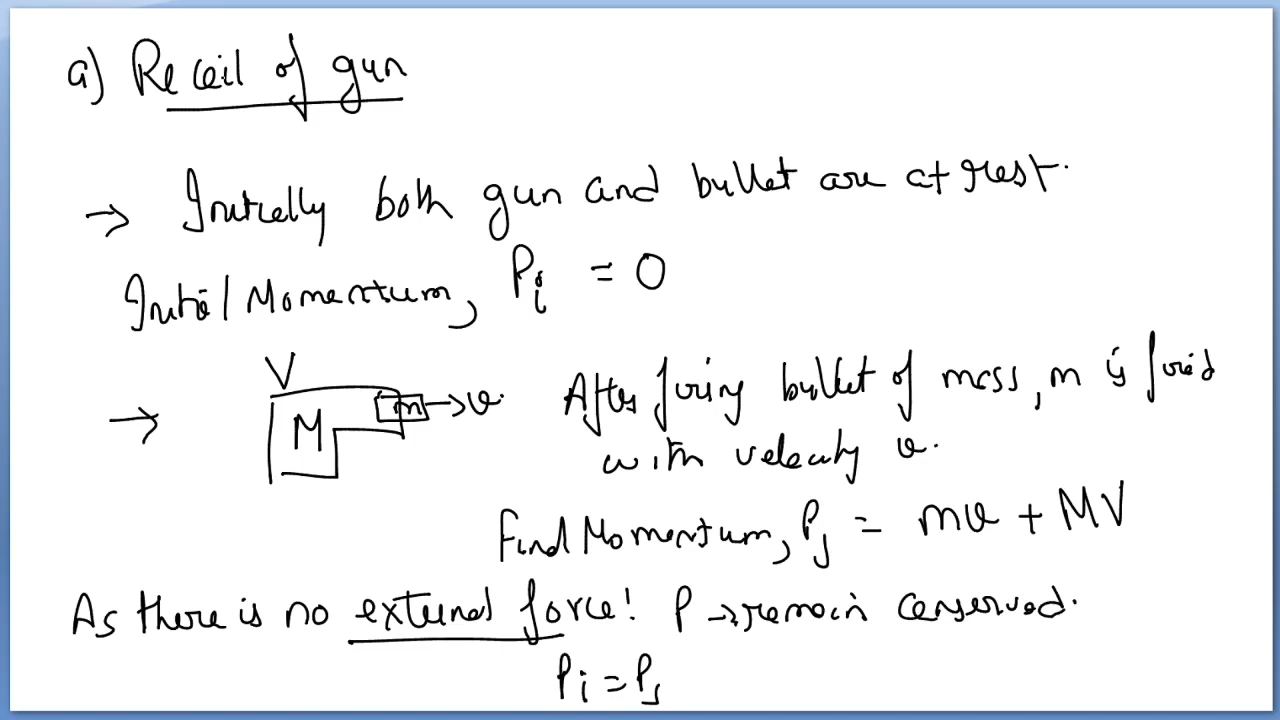 a) Recoil of gun
→ Initially both gun and bullet are at rest.
Initial Momentum, Pi = 0
V
→ M m → v. After firing bullet of mass, m is fired
with velocity v.
Final Momentum, Pf = mv + MV
As there is no external force! P → remain conserved.
Pi = Pf